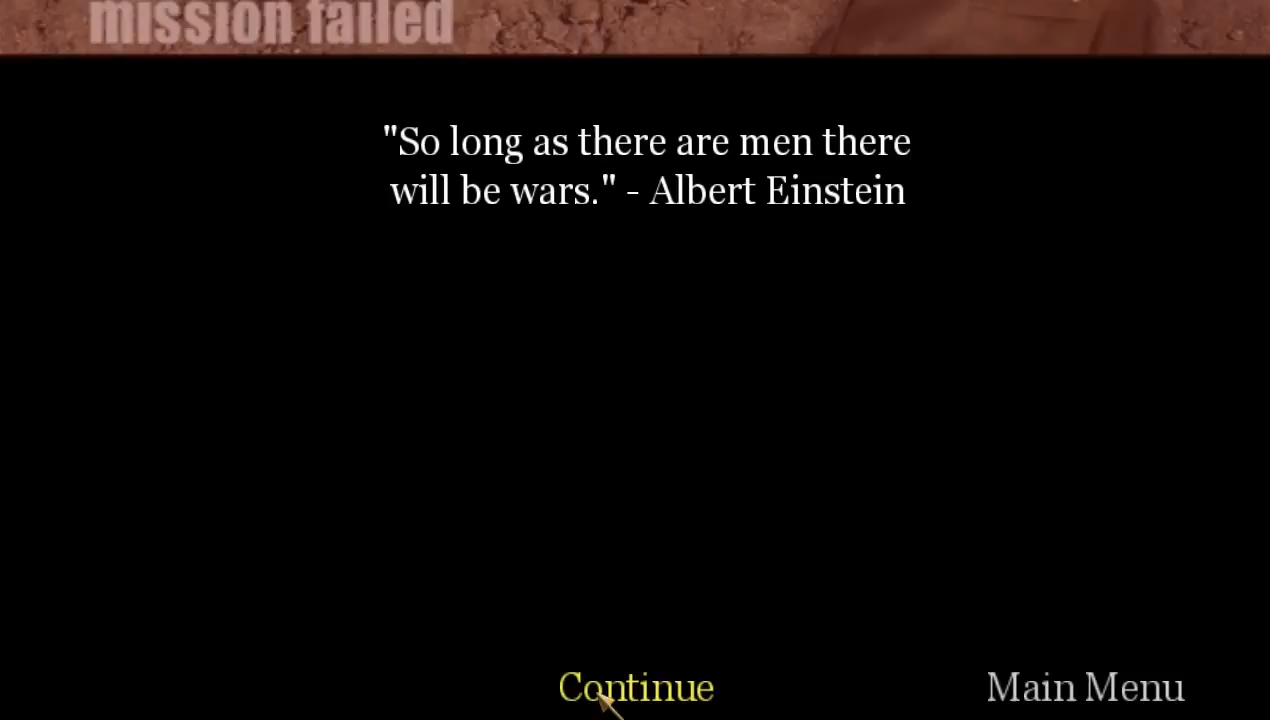 mission failed
"So long as there are men there
will be wars." - Albert Einstein
Continue
Main Menu